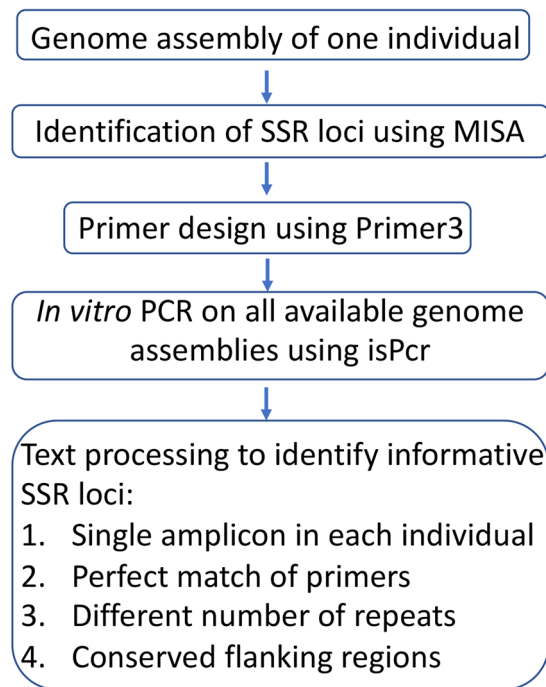 Genome assembly of one individual
Identification of SSR loci using MISA
Primer design using Primer3
In vitro PCR on all available genome
assemblies using isPcr
Text processing to identify informative
SSR loci:
1. Single amplicon in each individual
2. Perfect match of primers
3. Different number of repeats
4. Conserved flanking regions